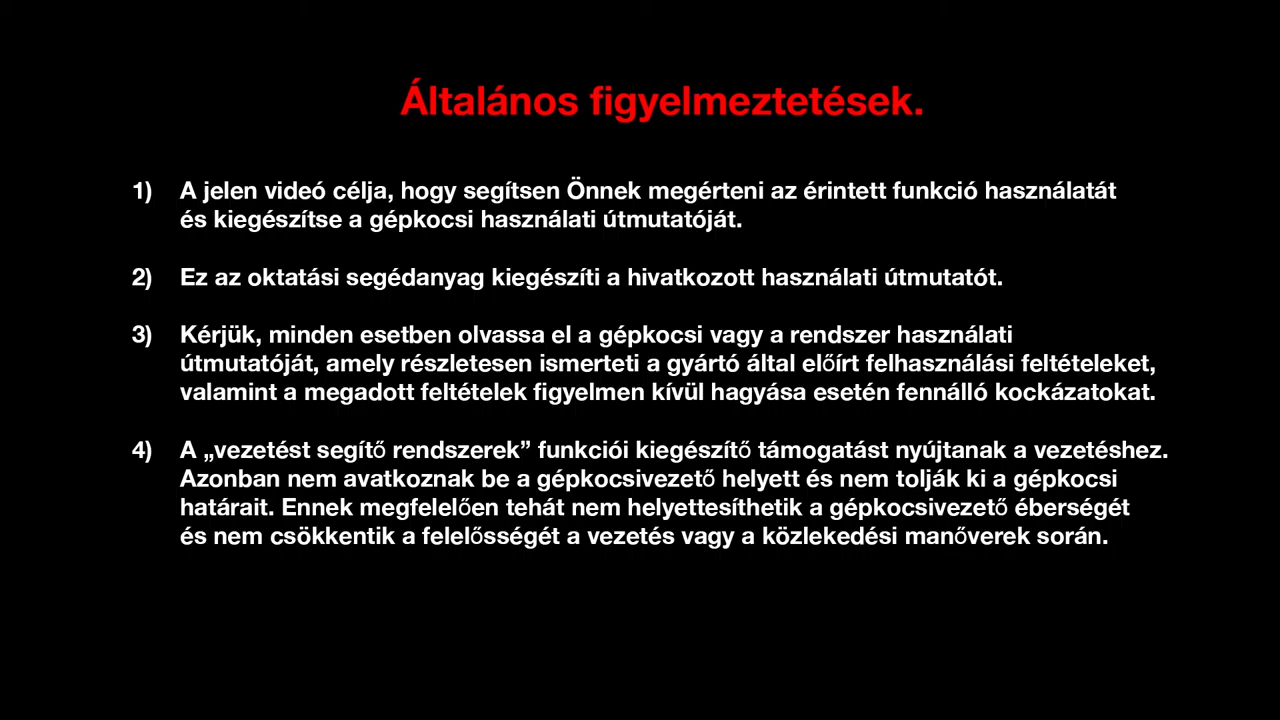 Általános figyelmeztetések.
1) A jelen videó célja, hogy segítsen Önnek megérteni az érintett funkció használatát
és kiegészítse a gépkocsi használati útmutatóját.
2) Ez az oktatási segédanyag kiegészíti a hivatkozott használati útmutatót.
3) Kérjük, minden esetben olvassa el a gépkocsi vagy a rendszer használati
útmutatóját, amely részletesen ismerteti a gyártó által előírt felhasználási feltételeket,
valamint a megadott feltételek figyelmen kívül hagyása esetén fennálló kockázatokat.
4) A „vezetést segítő rendszerek” funkciói kiegészítő támogatást nyújtanak a vezetéshez.
Azonban nem avatkoznak be a gépkocsivezető helyett és nem tolják ki a gépkocsi
határait. Ennek megfelelően tehát nem helyettesíthetik a gépkocsivezető éberségét
és nem csökkentik a felelősségét a vezetés vagy a közlekedési manőverek során.